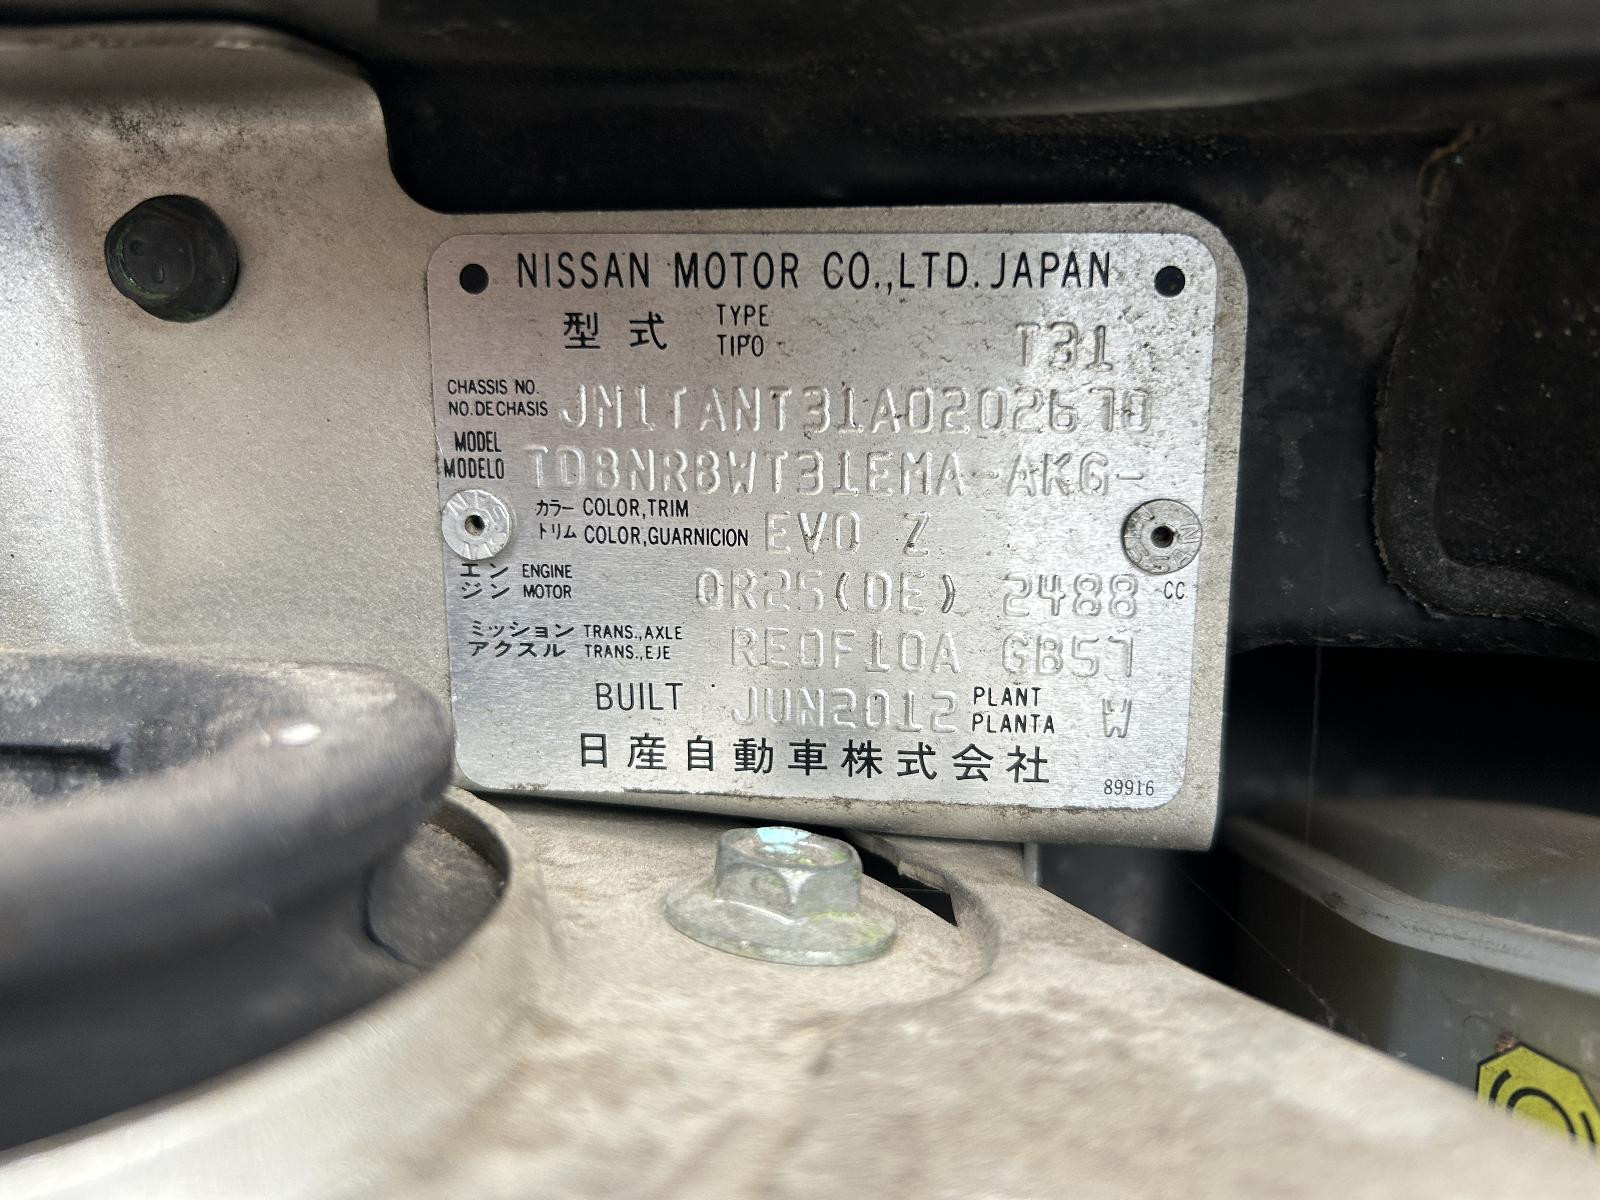 NISSAN MOTOR CO.,LTD. JAPAN
型式 TYPE TIPO T31
CHASSIS NO. NO. DE CHASIS JN1TANT31A0202670
MODEL MODELO TDBNRBWT31EMA-AKG-
カラー COLOR,TRIM
トリム COLOR,GUARNICION EVO Z
エン ENGINE
ジン MOTOR QR25(DE) 2488 CC
ミッション TRANS.,AXLE
アクスル TRANS.,EJE RE0F10A GB57
BUILT JUN2012 PLANT PLANTA W
日産自動車株式会社
89916